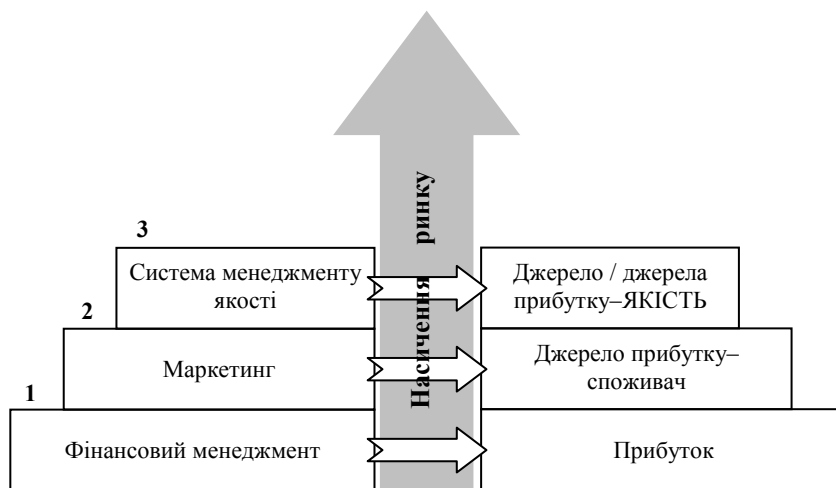 3
Система менеджменту
якості
Джерело / джерела
прибутку–ЯКІСТЬ
2
Маркетинг
Джерело прибутку–
споживач
1
Фінансовий менеджмент
Прибуток
Насичення ринку